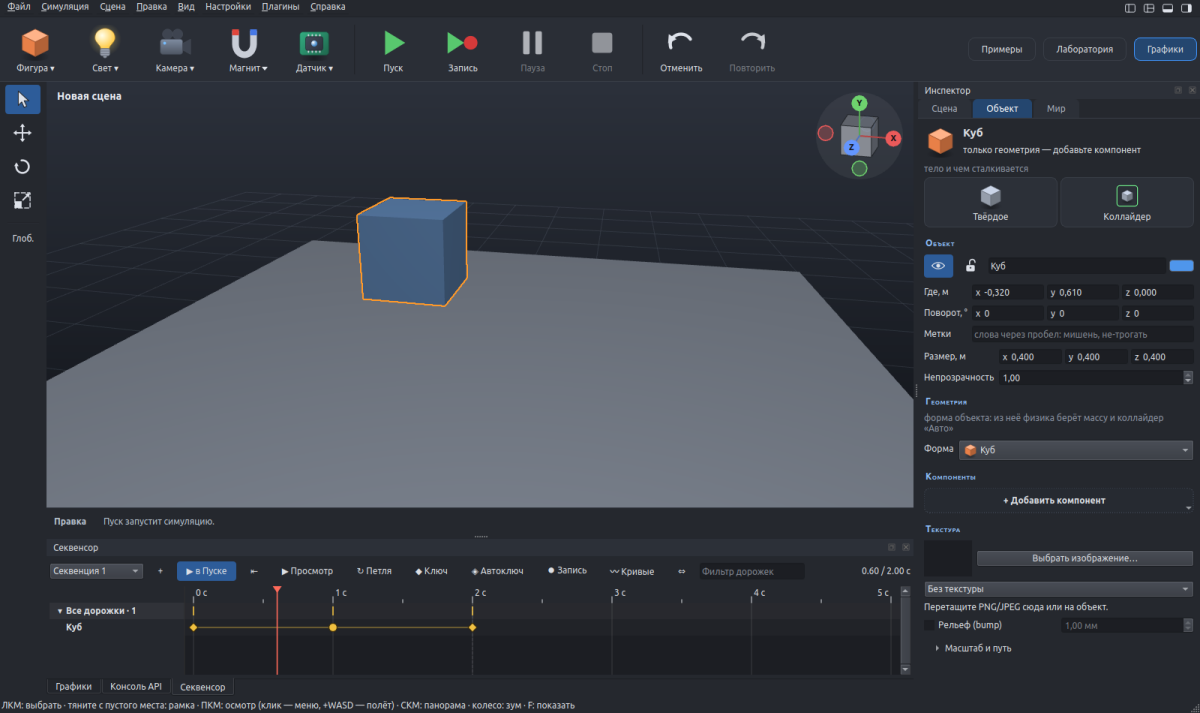 Файл Симуляция Сцена Правка Вид Настройки Плагины Справка
Фигура ▾ Свет ▾ Камера ▾ Магнит ▾ Датчик ▾ Пуск Запись Пауза Стоп Отменить Повторить Примеры Лаборатория Графики
Новая сцена
Y
X
Z
Глоб.
Инспектор
Сцена Объект Мир
Куб
только геометрия — добавьте компонент
тело и чем сталкивается
Твёрдое Коллайдер
Объект
Куб
Где, м x -0,320 y 0,610 z 0,000
Поворот, ° x 0 y 0 z 0
Метки слова через пробел: мишень, не-трогать
Размер, м x 0,400 y 0,400 z 0,400
Непрозрачность 1,00
Геометрия
форма объекта: из неё физика берёт массу и коллайдер
«Авто»
Форма Куб
Компоненты
+ Добавить компонент
Текстура
Выбрать изображение...
Без текстуры
Перетащите PNG/JPEG сюда или на объект.
Рельеф (bump) 1,00 мм
Масштаб и путь
Правка Пуск запустит симуляцию.
Секвенсор
Секвенция 1 + ▶ в Пуске ⇤ ▶ Просмотр ↻ Петля ◆ Ключ ◈ Автоключ ● Запись 〰 Кривые ⇔ Фильтр дорожек 0.60 / 2.00 с
0 с 1 с 2 с 3 с 4 с 5 с
▾ Все дорожки · 1
Куб
Графики Консоль API Секвенсор
ЛКМ: выбрать · тяните с пустого места: рамка · ПКМ: осмотр (клик — меню, +WASD — полёт) · СКМ: панорама · колесо: зум · F: показать